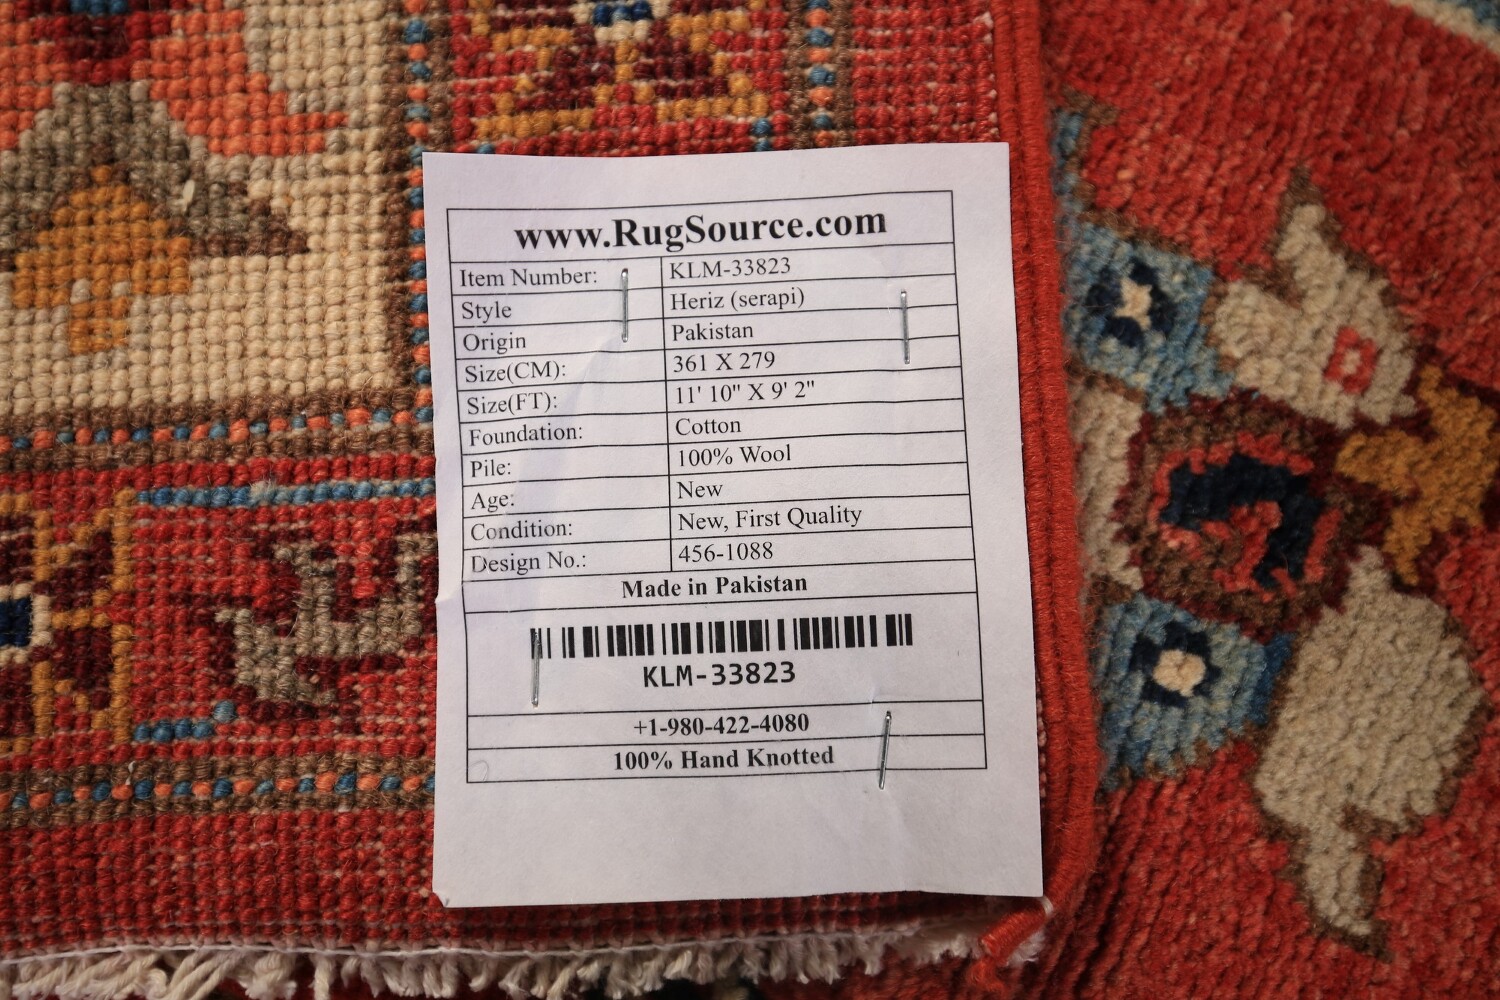 www.RugSource.com
Item Number: KLM-33823
Style Heriz (serapi)
Origin Pakistan
Size(CM): 361 X 279
Size(FT): 11' 10" X 9' 2"
Foundation: Cotton
Pile: 100% Wool
Age: New
Condition: New, First Quality
Design No.: 456-1088
Made in Pakistan
KLM-33823
+1-980-422-4080
100% Hand Knotted